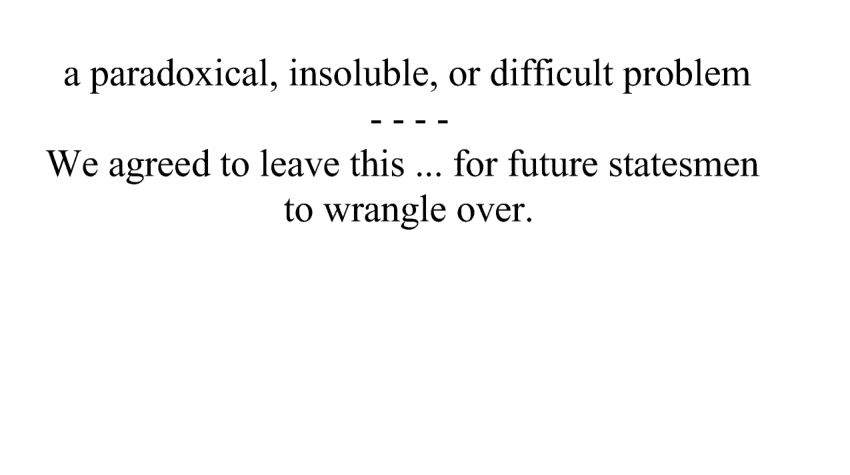 a paradoxical, insoluble, or difficult problem
- - - -
We agreed to leave this ... for future statesmen
to wrangle over.